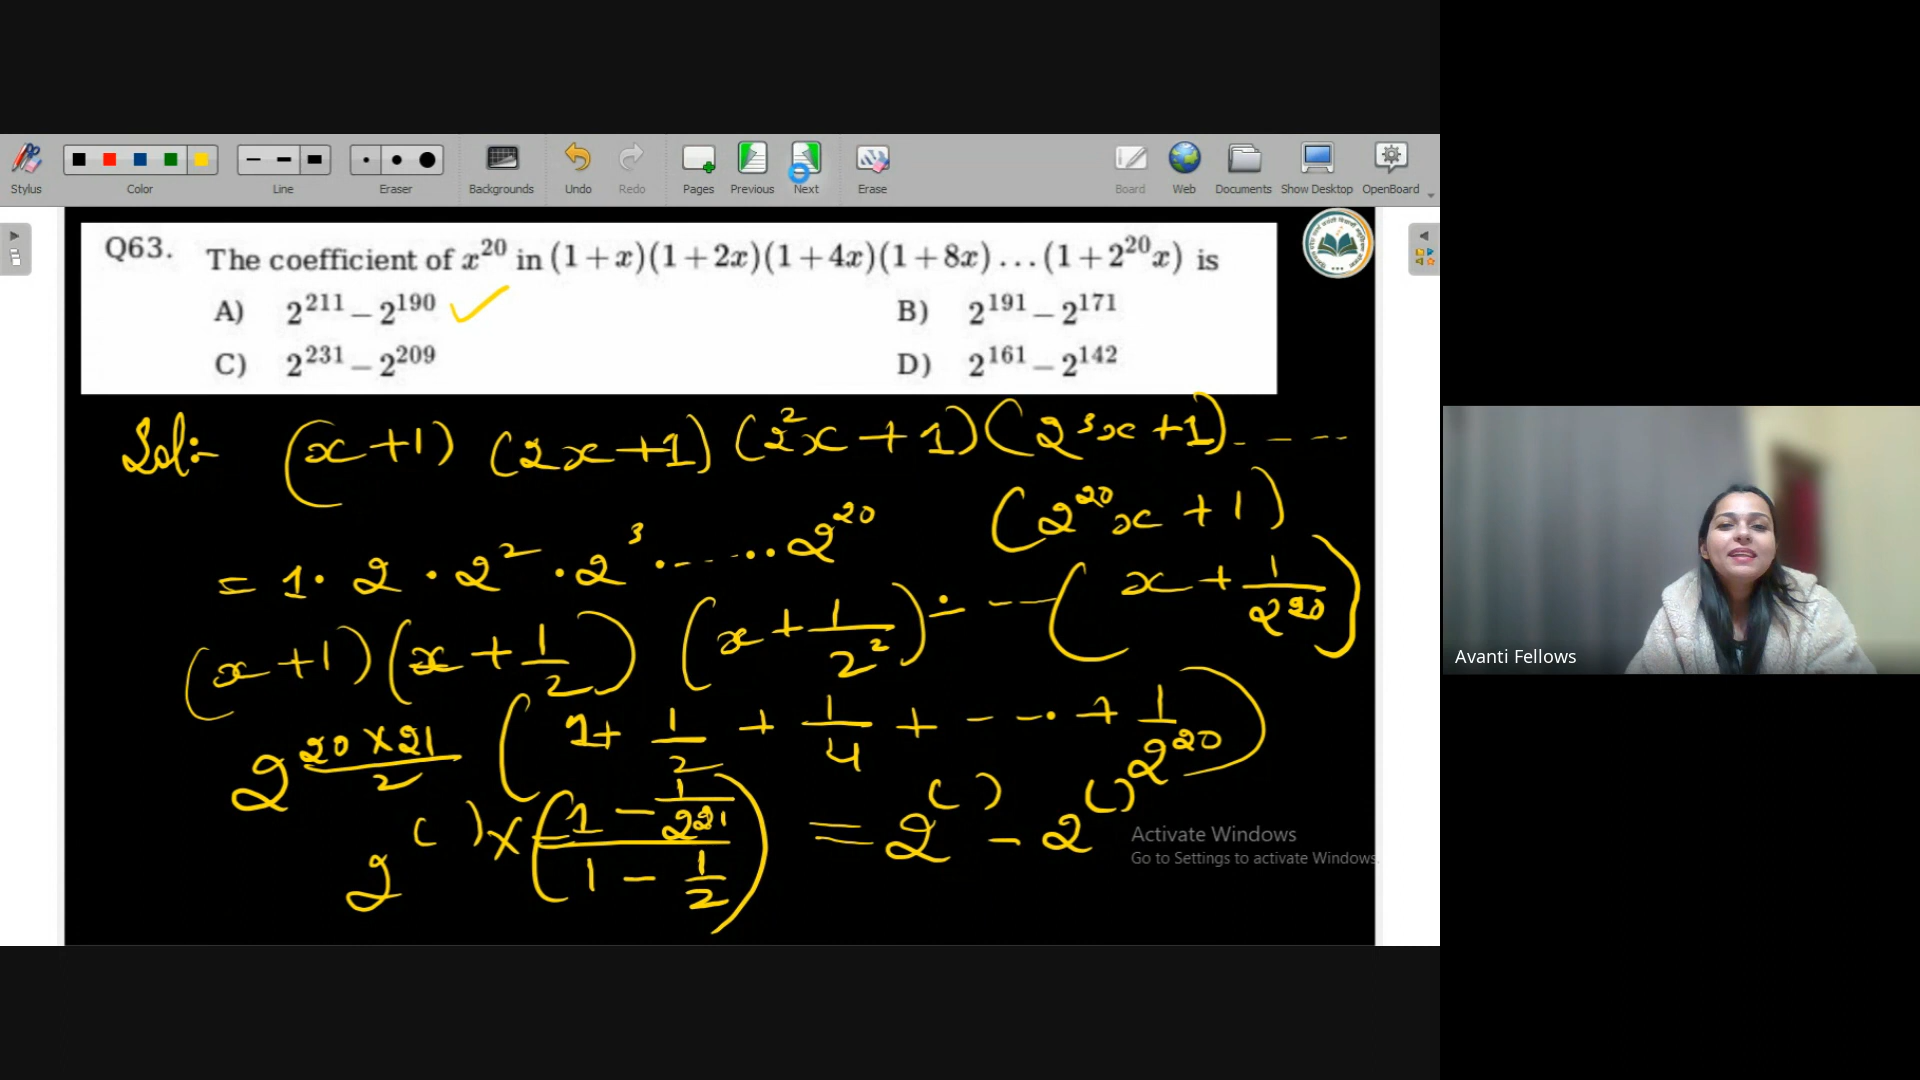 Stylus Color Line Eraser Backgrounds Undo Redo Pages Previous Next Erase Board Web Documents Show Desktop OpenBoard
Q63. The coefficient of x^20 in (1+x)(1+2x)(1+4x)(1+8x)...(1+2^20x) is
A) 2^211 – 2^190 ✓ B) 2^191 – 2^171
C) 2^231 – 2^209 D) 2^161 – 2^142
Sol:- (x+1) (2x+1) (2^2x+1) (2^3x+1)-----
(2^20x+1)
= 1·2·2^2·2^3·-----··2^20
(x+1)(x+1/2) (x+1/2^2)·---(x+1/2^20)
2^(20×21/2) (1+1/2+1/4+--·+1/2^20)
2^( ) × ((1-1/2^21)/(1-1/2)) = 2^( ) - 2^( )
Activate Windows
Go to Settings to activate Windows.
Avanti Fellows